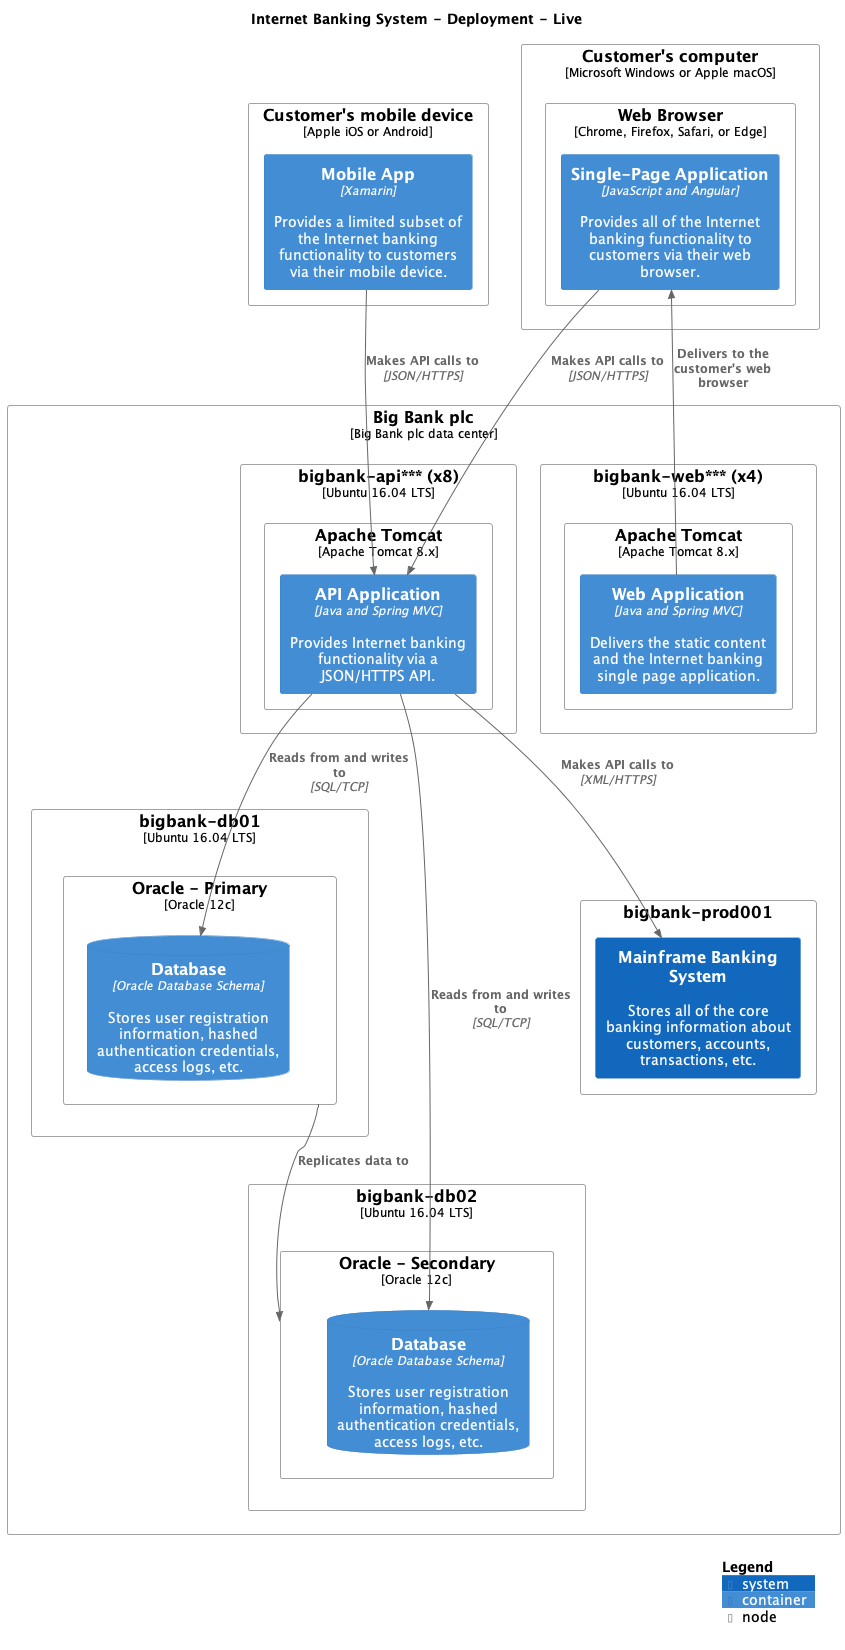 Internet Banking System - Deployment - Live
Customer's computer
[Microsoft Windows or Apple macOS]
Customer's mobile device
[Apple iOS or Android]
Web Browser
[Chrome, Firefox, Safari, or Edge]
Mobile App
[Xamarin]
Provides a limited subset of
the Internet banking
functionality to customers
via their mobile device.
Single-Page Application
[JavaScript and Angular]
Provides all of the Internet
banking functionality to
customers via their web
browser.
Makes API calls to
[JSON/HTTPS]
Makes API calls to
[JSON/HTTPS]
Delivers to the
customer's web
browser
Big Bank plc
[Big Bank plc data center]
bigbank-api*** (x8)
[Ubuntu 16.04 LTS]
Apache Tomcat
[Apache Tomcat 8.x]
API Application
[Java and Spring MVC]
Provides Internet banking
functionality via a
JSON/HTTPS API.
bigbank-web*** (x4)
[Ubuntu 16.04 LTS]
Apache Tomcat
[Apache Tomcat 8.x]
Web Application
[Java and Spring MVC]
Delivers the static content
and the Internet banking
single page application.
Reads from and writes
to
[SQL/TCP]
Makes API calls to
[XML/HTTPS]
bigbank-db01
[Ubuntu 16.04 LTS]
Oracle - Primary
[Oracle 12c]
Database
[Oracle Database Schema]
Stores user registration
information, hashed
authentication credentials,
access logs, etc.
Reads from and writes
to
[SQL/TCP]
bigbank-prod001
Mainframe Banking
System
Stores all of the core
banking information about
customers, accounts,
transactions, etc.
Replicates data to
bigbank-db02
[Ubuntu 16.04 LTS]
Oracle - Secondary
[Oracle 12c]
Database
[Oracle Database Schema]
Stores user registration
information, hashed
authentication credentials,
access logs, etc.
Legend
system
container
node